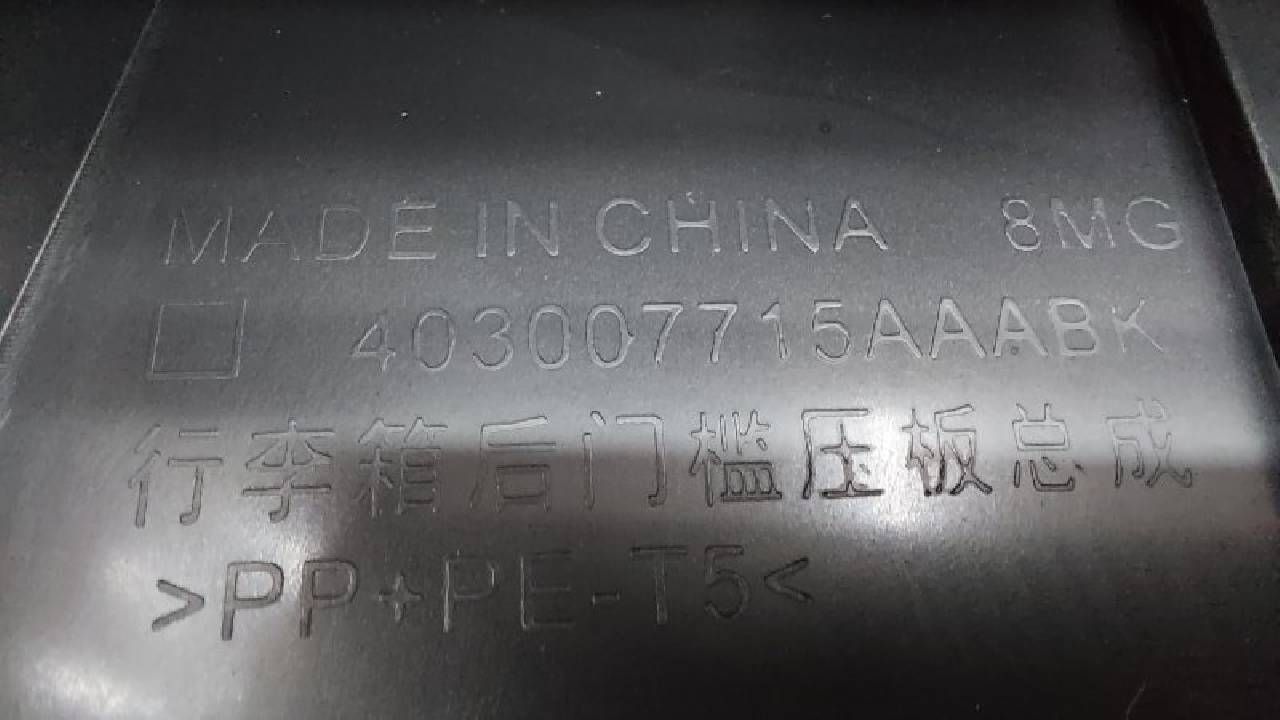 MADE IN CHINA 8MG
403007715AAABK
行李箱后门槛压板总成
>PP+PE-T5<